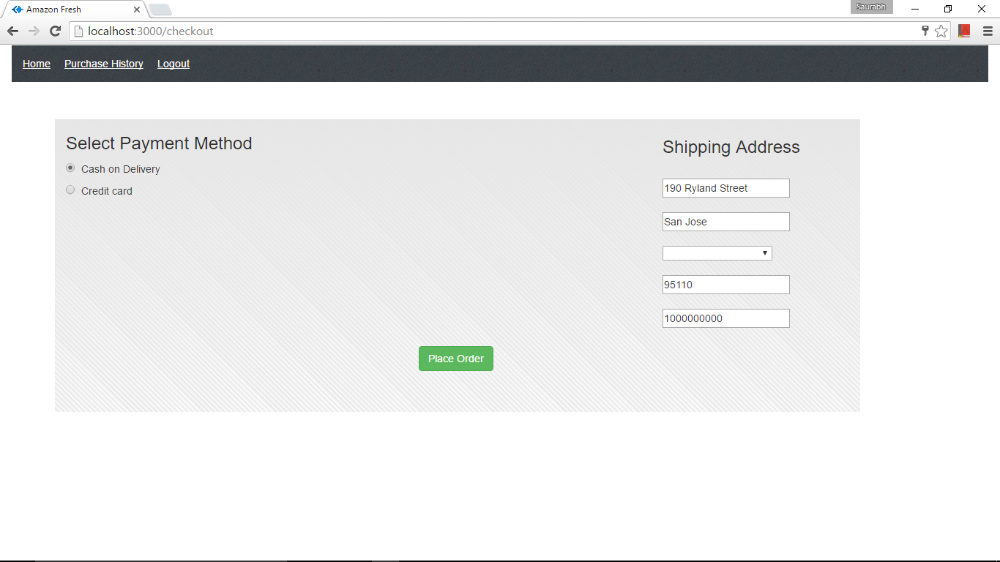 Amazon Fresh
Saurabh
localhost:3000/checkout
Home Purchase History Logout
Select Payment Method
Cash on Delivery
Credit card
Shipping Address
190 Ryland Street
San Jose
95110
1000000000
Place Order